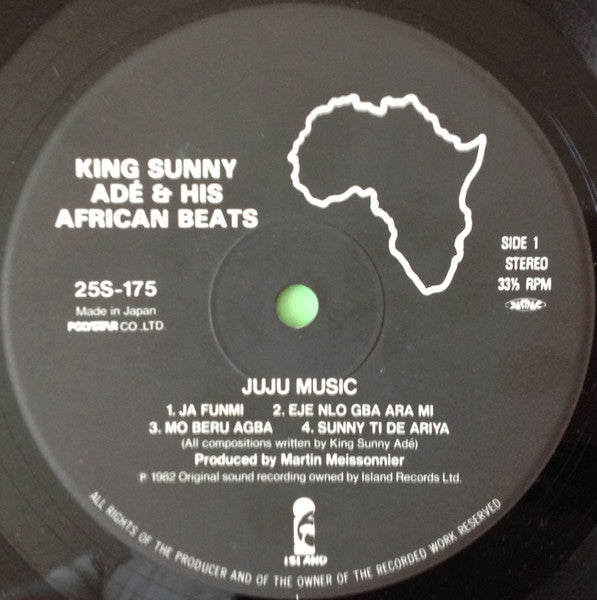 KING SUNNY
ADÉ & HIS
AFRICAN BEATS
25S-175
Made in Japan
POLYSTAR CO.,LTD.
SIDE 1
STEREO
33⅓ RPM
JASRAC
JUJU MUSIC
1. JA FUNMI 2. EJE NLO GBA ARA MI
3. MO BERU AGBA 4. SUNNY TI DE ARIYA
(All compositions written by King Sunny Adé)
Produced by Martin Meissonnier
℗ 1982 Original sound recording owned by Island Records Ltd.
ISLAND
ALL RIGHTS OF THE PRODUCER AND OF THE OWNER OF THE RECORDED WORK RESERVED